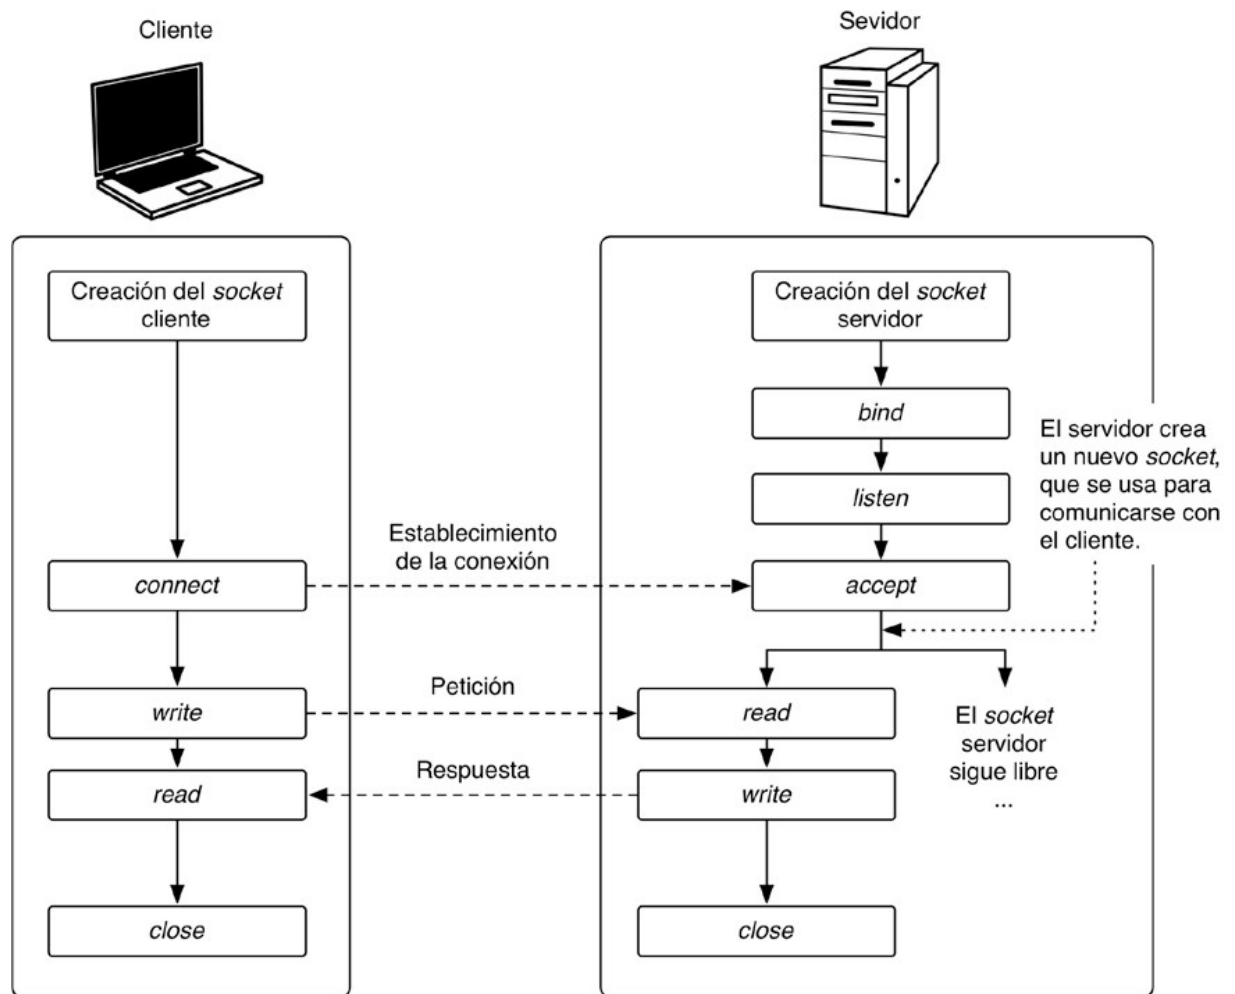 Cliente
Sevidor
Creación del socket
cliente
Creación del socket
servidor
bind
El servidor crea
un nuevo socket,
que se usa para
comunicarse con
el cliente.
listen
Establecimiento
de la conexión
connect
accept
Petición
write
read
El socket
servidor
sigue libre
...
Respuesta
read
write
close
close